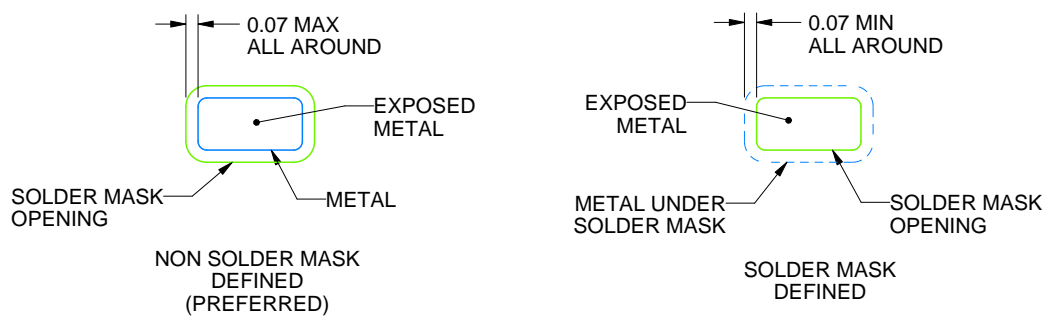 0.07 MAX
ALL AROUND
EXPOSED
METAL
SOLDER MASK
OPENING
METAL
NON SOLDER MASK
DEFINED
(PREFERRED)
0.07 MIN
ALL AROUND
EXPOSED
METAL
METAL UNDER
SOLDER MASK
SOLDER MASK
OPENING
SOLDER MASK
DEFINED